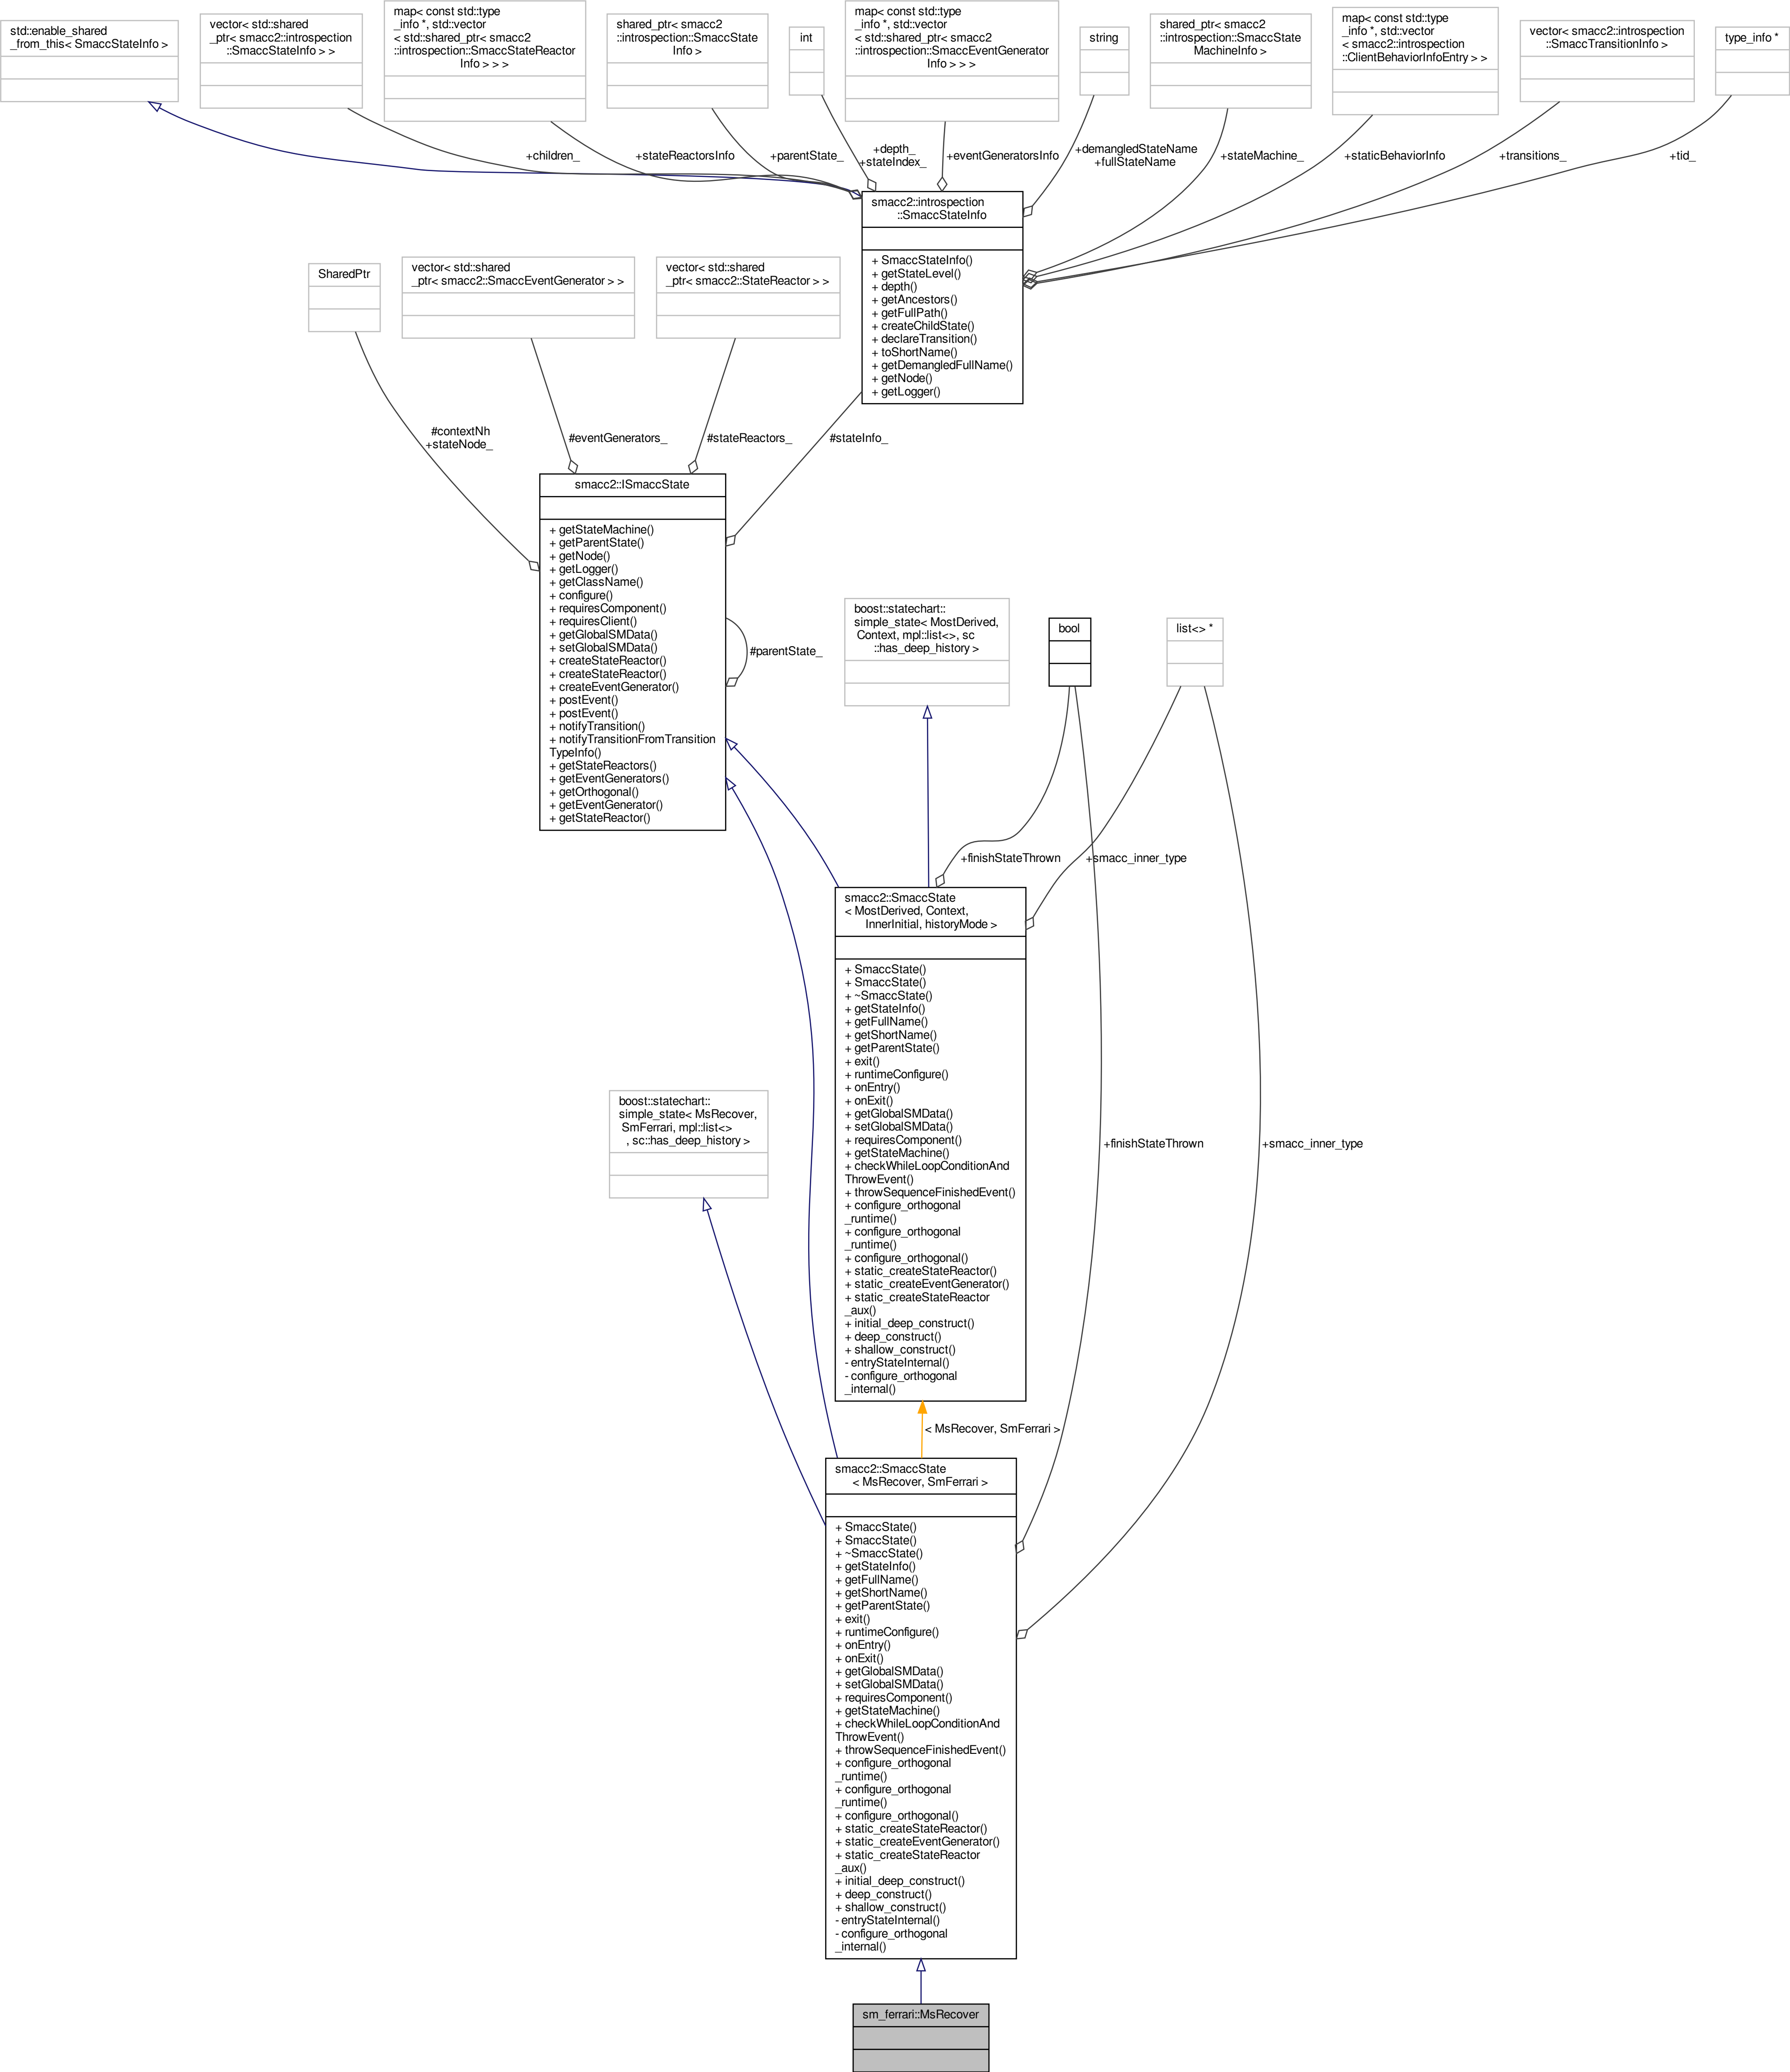 std::enable_shared
_from_this< SmaccStateInfo >
vector< std::shared
_ptr< smacc2::introspection
::SmaccStateInfo > >
map< const std::type
_info *, std::vector
< std::shared_ptr< smacc2
::introspection::SmaccStateReactor
Info > > >
shared_ptr< smacc2
::introspection::SmaccState
Info >
int
map< const std::type
_info *, std::vector
< std::shared_ptr< smacc2
::introspection::SmaccEventGenerator
Info > > >
string
shared_ptr< smacc2
::introspection::SmaccState
MachineInfo >
map< const std::type
_info *, std::vector
< smacc2::introspection
::ClientBehaviorInfoEntry > >
vector< smacc2::introspection
::SmaccTransitionInfo >
type_info *
+children_
+stateReactorsInfo
+parentState_
+depth_
+stateIndex_
+eventGeneratorsInfo
+demangledStateName
+fullStateName
+stateMachine_
+staticBehaviorInfo
+transitions_
+tid_
smacc2::introspection
::SmaccStateInfo
+ SmaccStateInfo()
+ getStateLevel()
+ depth()
+ getAncestors()
+ getFullPath()
+ createChildState()
+ declareTransition()
+ toShortName()
+ getDemangledFullName()
+ getNode()
+ getLogger()
SharedPtr
vector< std::shared
_ptr< smacc2::SmaccEventGenerator > >
vector< std::shared
_ptr< smacc2::StateReactor > >
#contextNh
+stateNode_
#eventGenerators_
#stateReactors_
#stateInfo_
smacc2::ISmaccState
+ getStateMachine()
+ getParentState()
+ getNode()
+ getLogger()
+ getClassName()
+ configure()
+ requiresComponent()
+ requiresClient()
+ getGlobalSMData()
+ setGlobalSMData()
+ createStateReactor()
+ createStateReactor()
+ createEventGenerator()
+ postEvent()
+ postEvent()
+ notifyTransition()
+ notifyTransitionFromTransition
TypeInfo()
+ getStateReactors()
+ getEventGenerators()
+ getOrthogonal()
+ getEventGenerator()
+ getStateReactor()
#parentState_
boost::statechart::
simple_state< MostDerived,
Context, mpl::list<>, sc
::has_deep_history >
bool
list<> *
+finishStateThrown
+smacc_inner_type
smacc2::SmaccState
< MostDerived, Context,
InnerInitial, historyMode >
+ SmaccState()
+ SmaccState()
+ ~SmaccState()
+ getStateInfo()
+ getFullName()
+ getShortName()
+ getParentState()
+ exit()
+ runtimeConfigure()
+ onEntry()
+ onExit()
+ getGlobalSMData()
+ setGlobalSMData()
+ requiresComponent()
+ getStateMachine()
+ checkWhileLoopConditionAnd
ThrowEvent()
+ throwSequenceFinishedEvent()
+ configure_orthogonal
_runtime()
+ configure_orthogonal
_runtime()
+ configure_orthogonal()
+ static_createStateReactor()
+ static_createEventGenerator()
+ static_createStateReactor
_aux()
+ initial_deep_construct()
+ deep_construct()
+ shallow_construct()
- entryStateInternal()
- configure_orthogonal
_internal()
boost::statechart::
simple_state< MsRecover,
SmFerrari, mpl::list<>
, sc::has_deep_history >
+finishStateThrown
+smacc_inner_type
< MsRecover, SmFerrari >
smacc2::SmaccState
< MsRecover, SmFerrari >
+ SmaccState()
+ SmaccState()
+ ~SmaccState()
+ getStateInfo()
+ getFullName()
+ getShortName()
+ getParentState()
+ exit()
+ runtimeConfigure()
+ onEntry()
+ onExit()
+ getGlobalSMData()
+ setGlobalSMData()
+ requiresComponent()
+ getStateMachine()
+ checkWhileLoopConditionAnd
ThrowEvent()
+ throwSequenceFinishedEvent()
+ configure_orthogonal
_runtime()
+ configure_orthogonal
_runtime()
+ configure_orthogonal()
+ static_createStateReactor()
+ static_createEventGenerator()
+ static_createStateReactor
_aux()
+ initial_deep_construct()
+ deep_construct()
+ shallow_construct()
- entryStateInternal()
- configure_orthogonal
_internal()
sm_ferrari::MsRecover